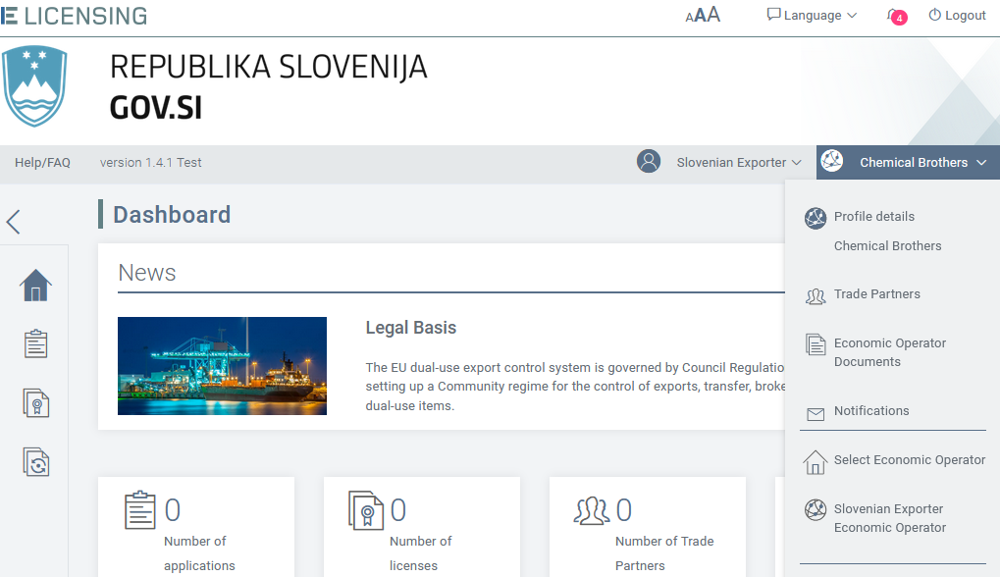 E LICENSING
AAA
Language
4
Logout
REPUBLIKA SLOVENIJA
GOV.SI
Help/FAQ
version 1.4.1 Test
Slovenian Exporter
Chemical Brothers
Dashboard
News
Legal Basis
The EU dual-use export control system is governed by Council Regulatio
setting up a Community regime for the control of exports, transfer, broke
dual-use items.
0
Number of
applications
0
Number of
licenses
0
Number of Trade
Partners
Profile details
Chemical Brothers
Trade Partners
Economic Operator
Documents
Notifications
Select Economic Operator
Slovenian Exporter
Economic Operator